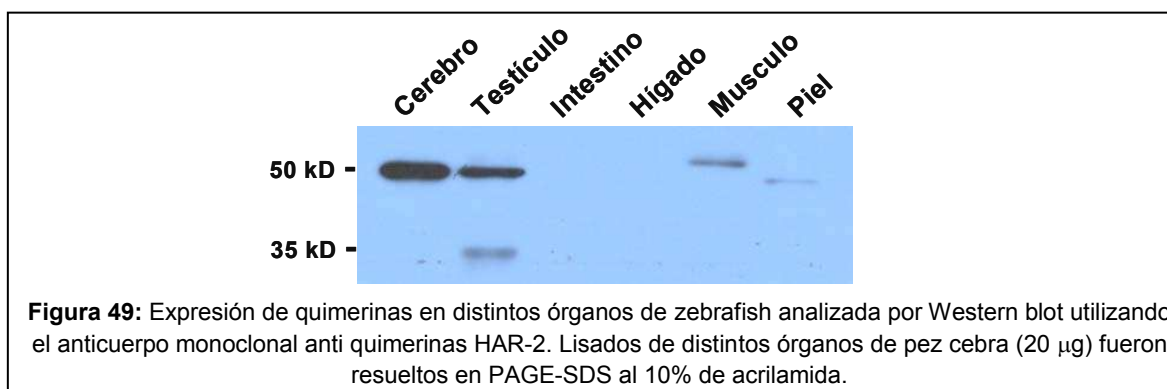 Cerebro
Testículo
Intestino
Hígado
Musculo
Piel
50 kD
35 kD
Figura 49: Expresión de quimerinas en distintos órganos de zebrafish analizada por Western blot utilizando
el anticuerpo monoclonal anti quimerinas HAR-2. Lisados de distintos órganos de pez cebra (20 μg) fueron
resueltos en PAGE-SDS al 10% de acrilamida.